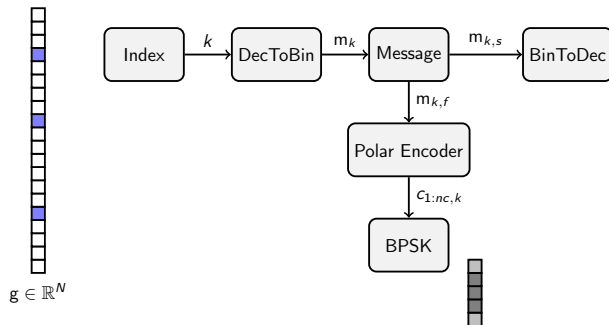 Index
k
DecToBin
m_k
Message
m_{k,s}
BinToDec
m_{k,f}
Polar Encoder
c_{1:nc,k}
BPSK
g ∈ ℝ^N